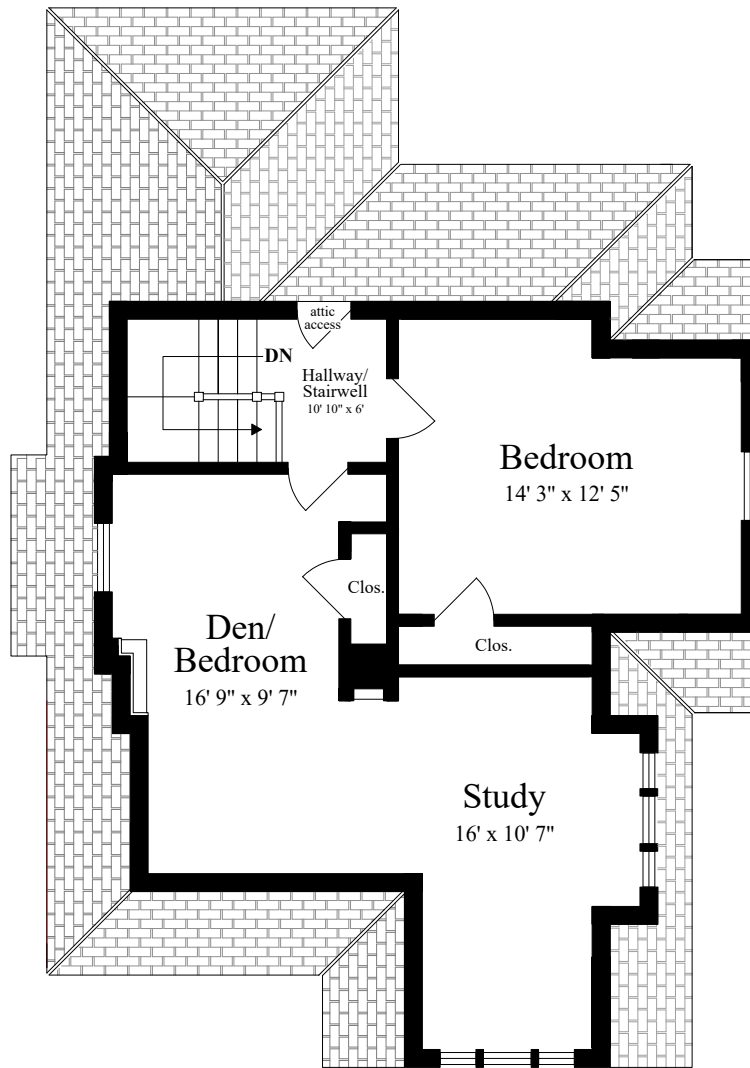 attic
access
DN
Hallway/
Stairwell
10' 10" x 6'
Bedroom
14' 3" x 12' 5"
Clos.
Den/
Bedroom
16' 9" x 9' 7"
Clos.
Study
16' x 10' 7"